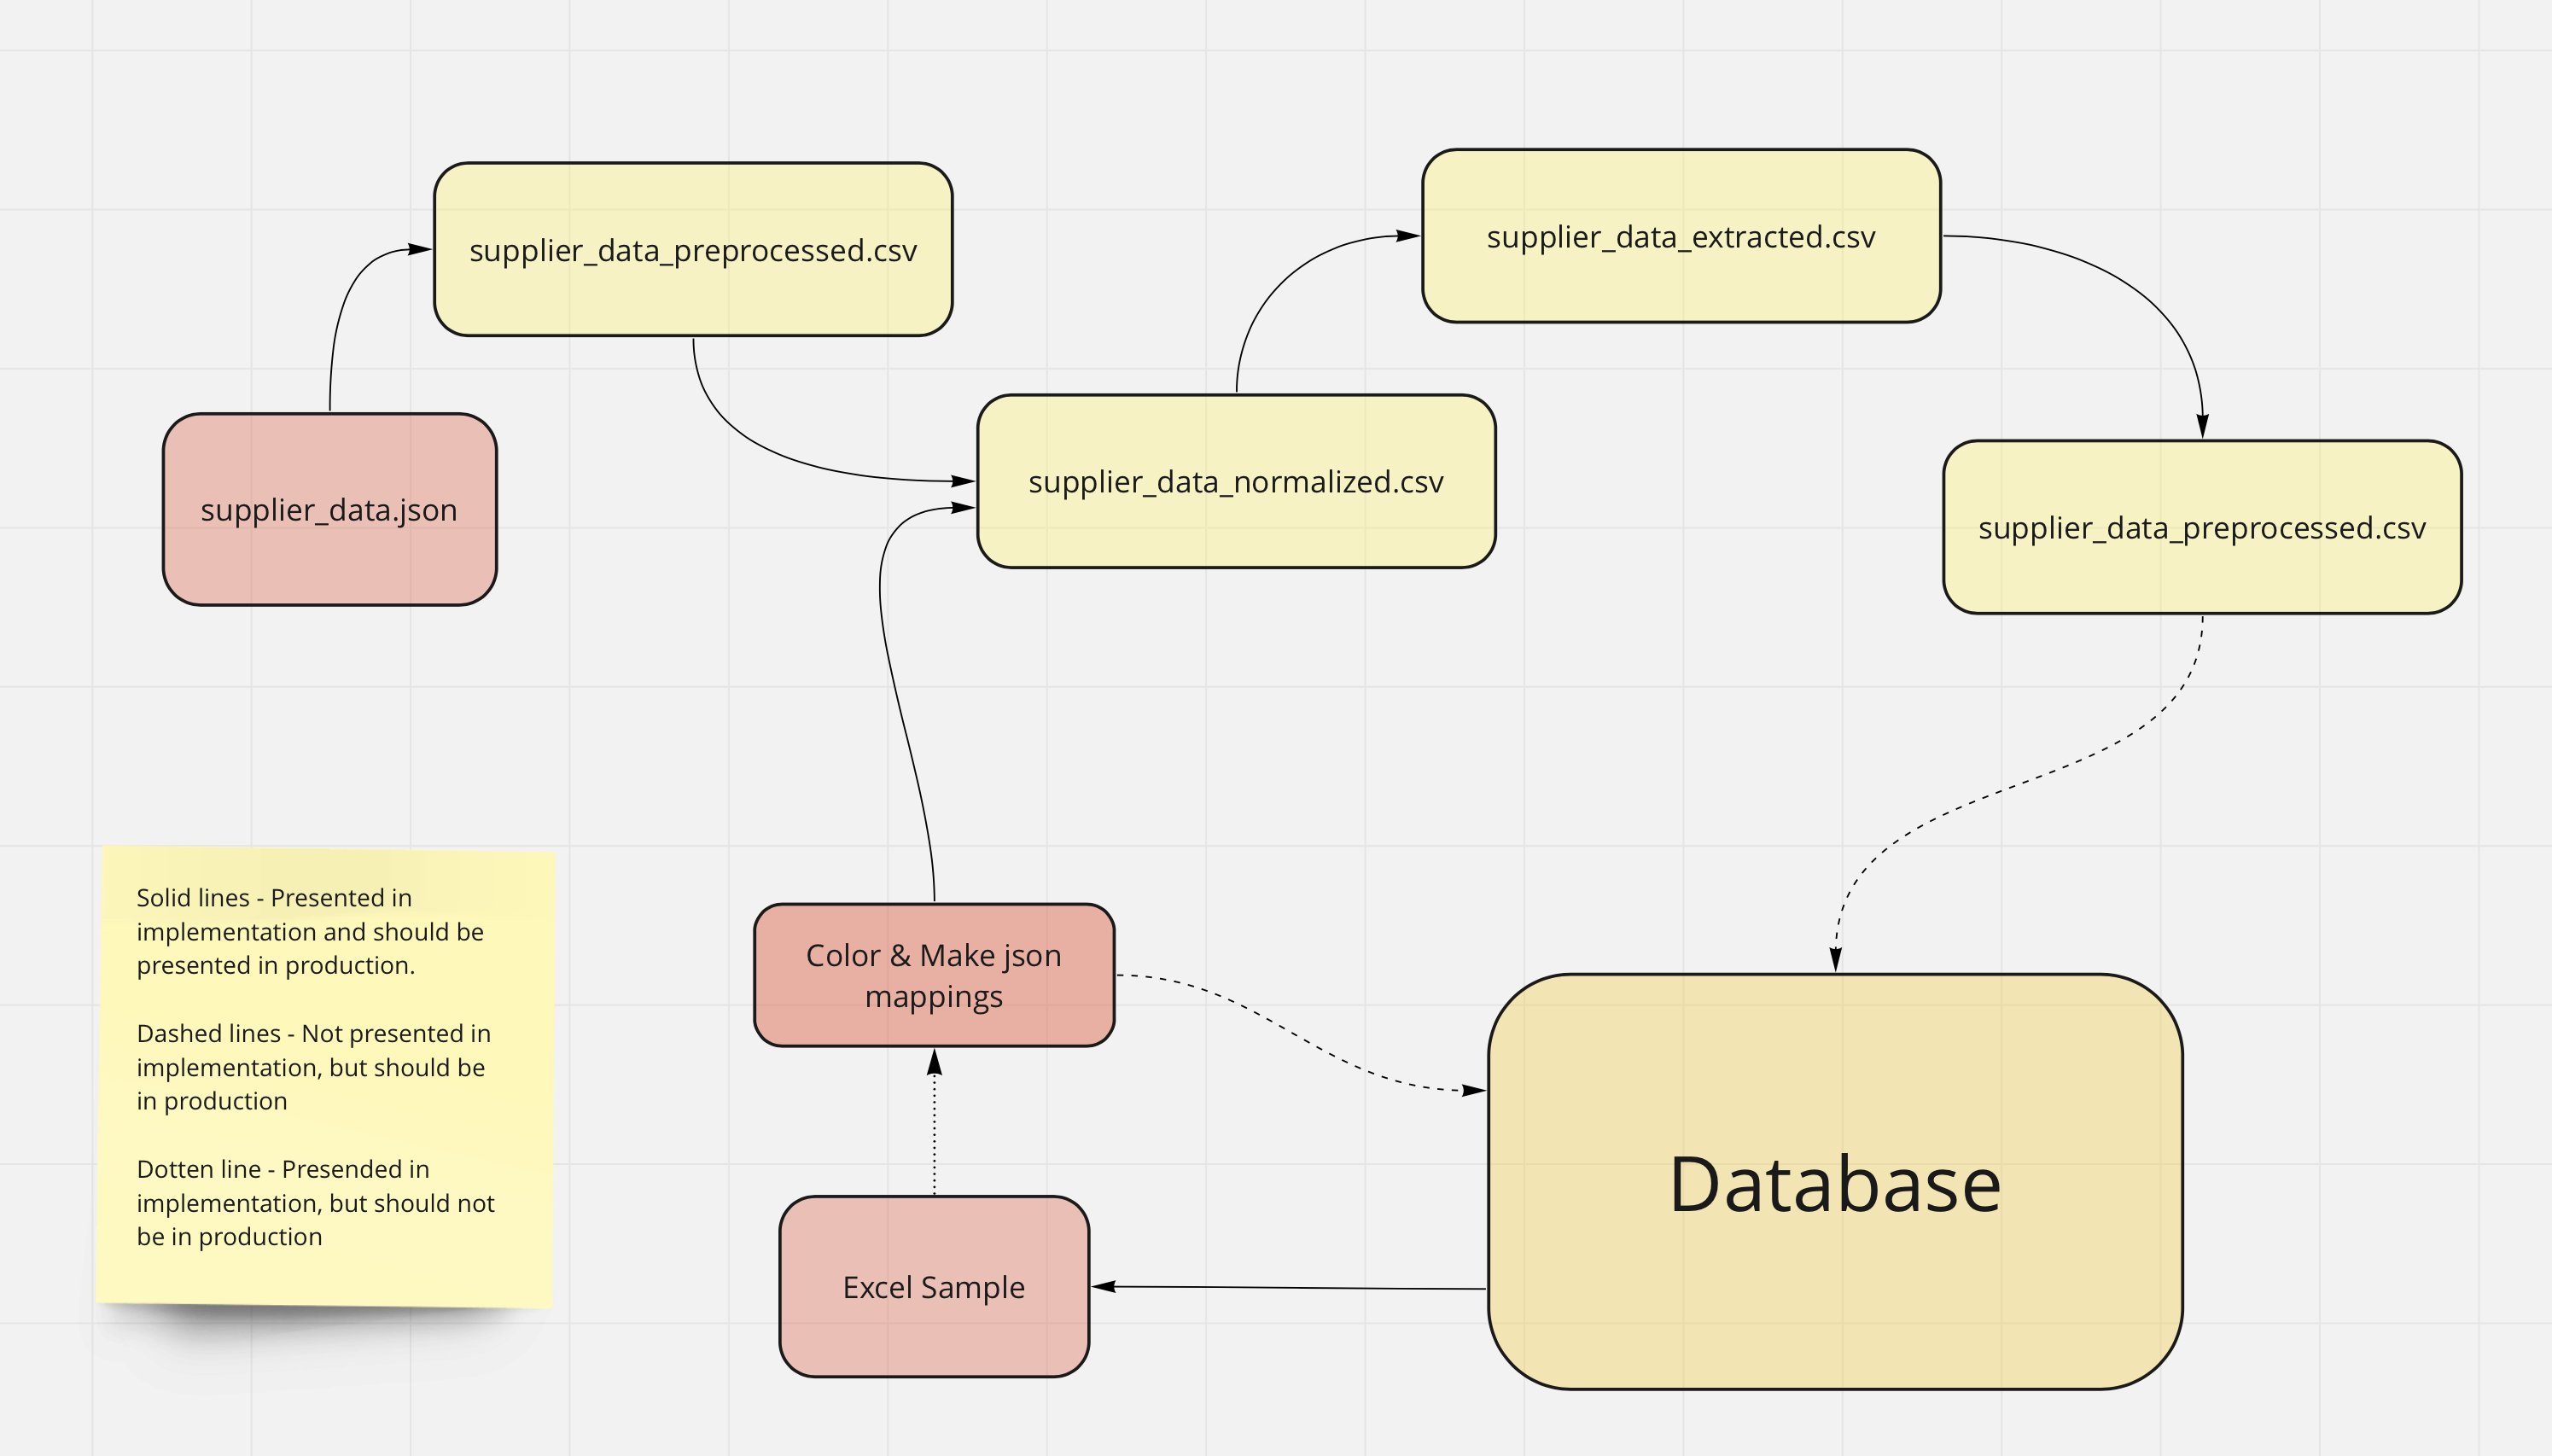 supplier_data_preprocessed.csv
supplier_data_extracted.csv
supplier_data.json
supplier_data_normalized.csv
supplier_data_preprocessed.csv
Solid lines - Presented in
implementation and should be
presented in production.
Dashed lines - Not presented in
implementation, but should be
in production
Dotten line - Presended in
implementation, but should not
be in production
Color & Make json
mappings
Excel Sample
Database